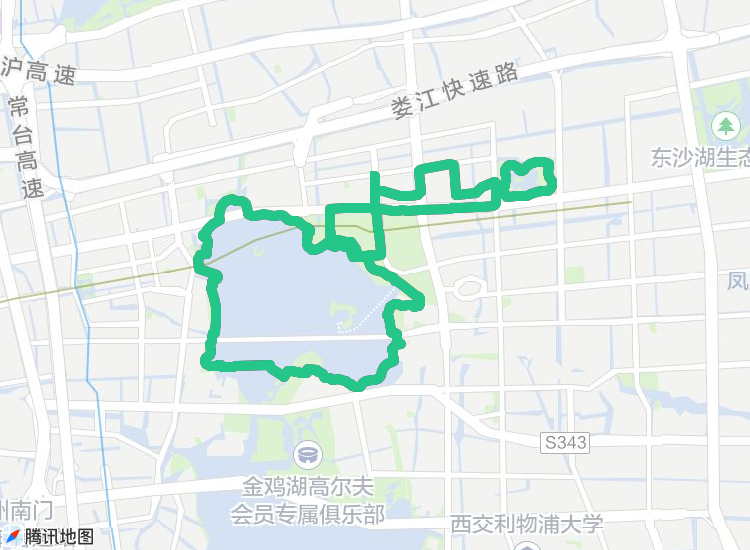 沪高速
娄江快速路
常台高速
东沙湖生态
凤
S343
金鸡湖高尔夫
会员专属俱乐部
州南门
西交利物浦大学
腾讯地图